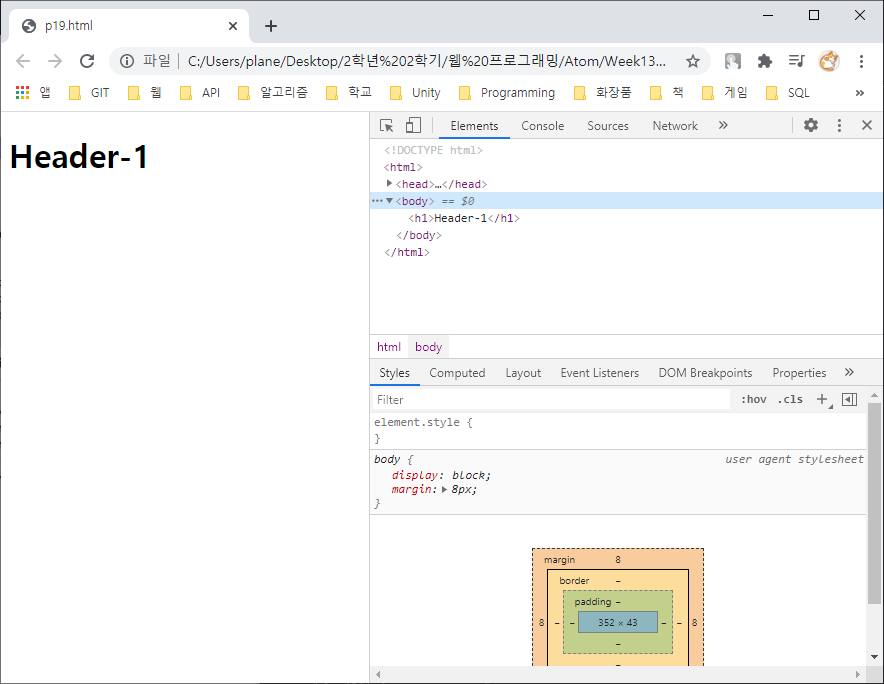 p19.html
파일 C:/Users/plane/Desktop/2학년%202학기/웹%20프로그래밍/Atom/Week13...
앱 GIT 웹 API 알고리즘 학교 Unity Programming 화장품 책 게임 SQL »
Header-1
Elements Console Sources Network »
<!DOCTYPE html>
<html>
<head>…</head>
<body> == $0
<h1>Header-1</h1>
</body>
</html>
html body
Styles Computed Layout Event Listeners DOM Breakpoints Properties »
Filter :hov .cls +
element.style {
}
body { user agent stylesheet
display: block;
margin: 8px;
}
margin 8
border –
padding –
8 – – 352 × 43 – – 8
–
–